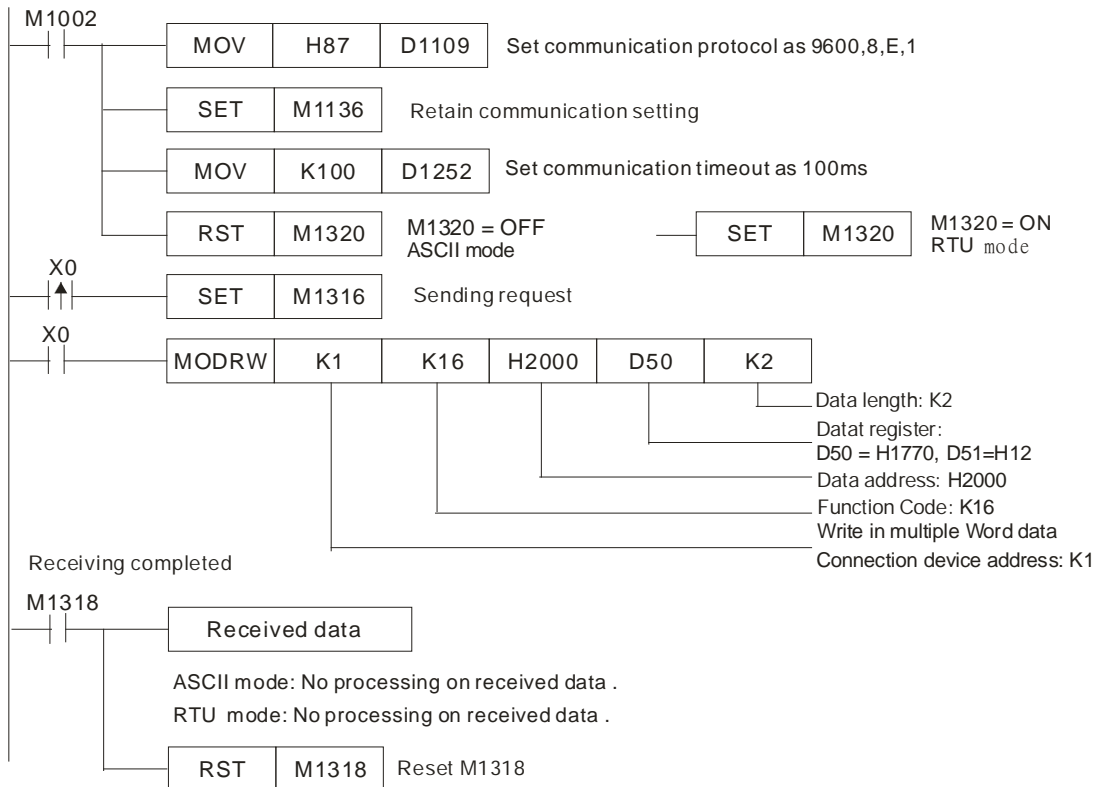 M1002
MOV H87 D1109 Set communication protocol as 9600,8,E,1
SET M1136 Retain communication setting
MOV K100 D1252 Set communication timeout as 100ms
RST M1320 M1320 = OFF
ASCII mode
SET M1320 M1320 = ON
RTU mode
X0
SET M1316 Sending request
X0
MODRW K1 K16 H2000 D50 K2
Data length: K2
Datat register:
D50 = H1770, D51=H12
Data address: H2000
Function Code: K16
Write in multiple Word data
Connection device address: K1
Receiving completed
M1318
Received data
ASCII mode: No processing on received data .
RTU mode: No processing on received data .
RST M1318 Reset M1318